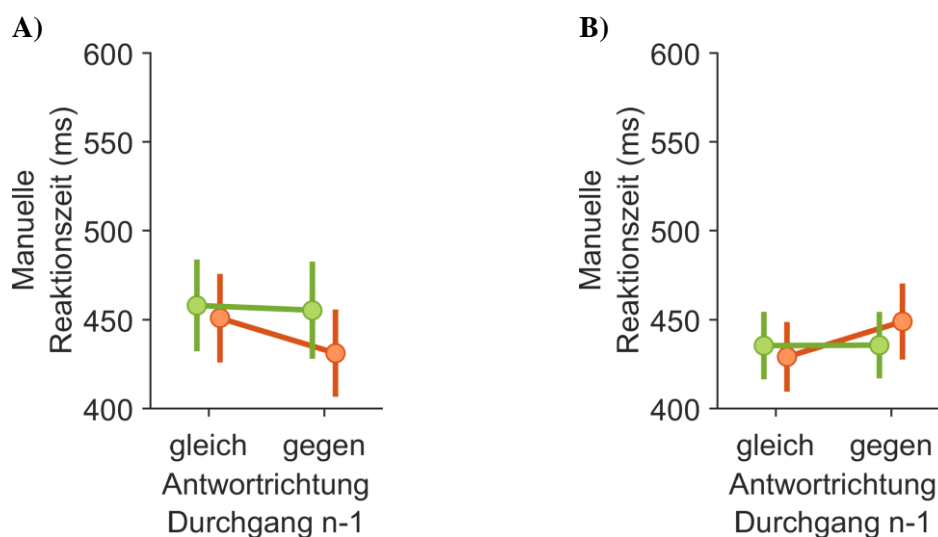 A)
600
550
500
450
400
Manuelle
Reaktionszeit (ms)
gleich gegen
Antwortrichtung
Durchgang n-1
B)
600
550
500
450
400
Manuelle
Reaktionszeit (ms)
gleich gegen
Antwortrichtung
Durchgang n-1